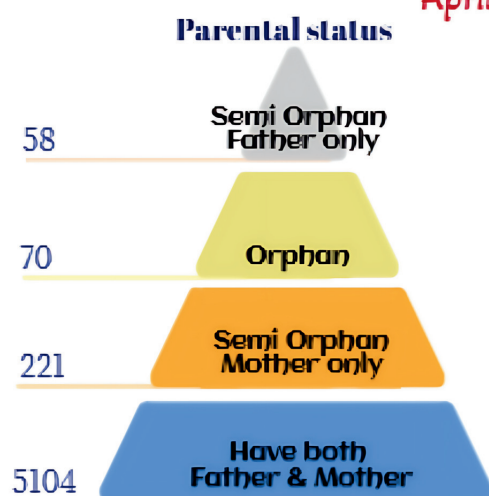 April
Parental status
Semi Orphan
Father only
58
Orphan
70
Semi Orphan
Mother only
221
Have both
Father & Mother
5104